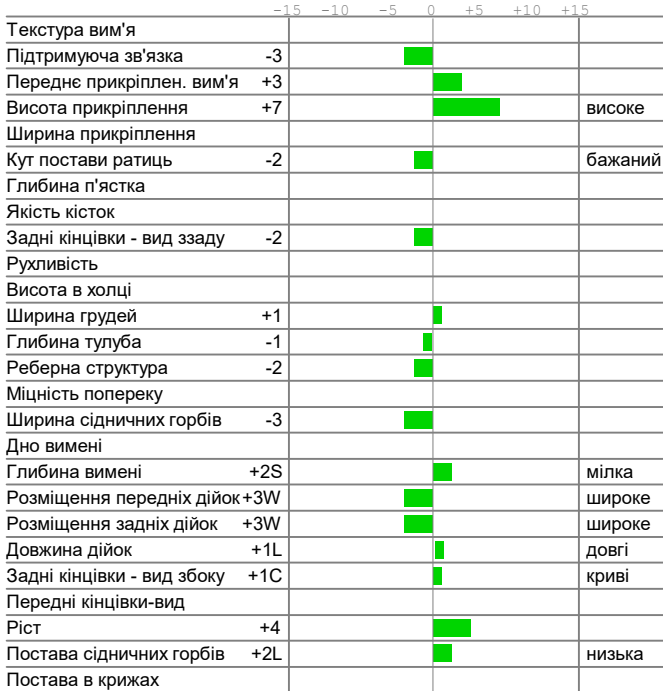 -15 -10 -5 0 +5 +10 +15
Текстура вим'я
Підтримуюча зв'язка -3
Переднє прикріплен. вим'я +3
Висота прикріплення +7 високе
Ширина прикріплення
Кут постави ратиць -2 бажаний
Глибина п'ястка
Якість кісток
Задні кінцівки - вид ззаду -2
Рухливість
Висота в холці
Ширина грудей +1
Глибина тулуба -1
Реберна структура -2
Міцність попереку
Ширина сідничних горбів -3
Дно вимені
Глибина вимені +2S мілка
Розміщення передніх дійок +3W широке
Розміщення задніх дійок +3W широке
Довжина дійок +1L довгі
Задні кінцівки - вид збоку +1C криві
Передні кінцівки-вид
Ріст +4
Постава сідничних горбів +2L низька
Постава в крижах